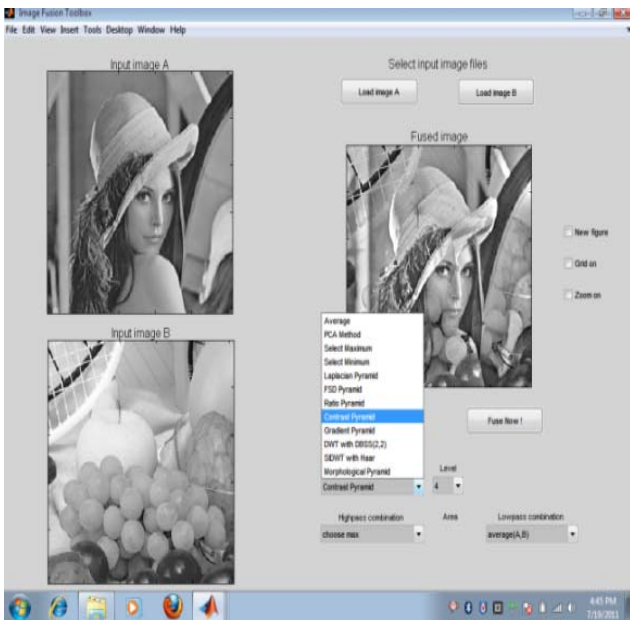 Image Fusion Toolbox
File Edit View Insert Tools Desktop Window Help
Input image A
Select input image files
Load image A
Load image B
Fused image
New figure
Grid on
Zoom on
Input image B
Average
PCA Method
Select Maximum
Select Minimum
Laplacian Pyramid
FSD Pyramid
Ratio Pyramid
Contrast Pyramid
Gradient Pyramid
DWT with DBSS(2,2)
SIDWT with Haar
Morphological Pyramid
Contrast Pyramid
Fuse Now !
Level
4
Highpass combination
Area
Lowpass combination
choose max
average(A,B)
4:45 PM
7/19/2011